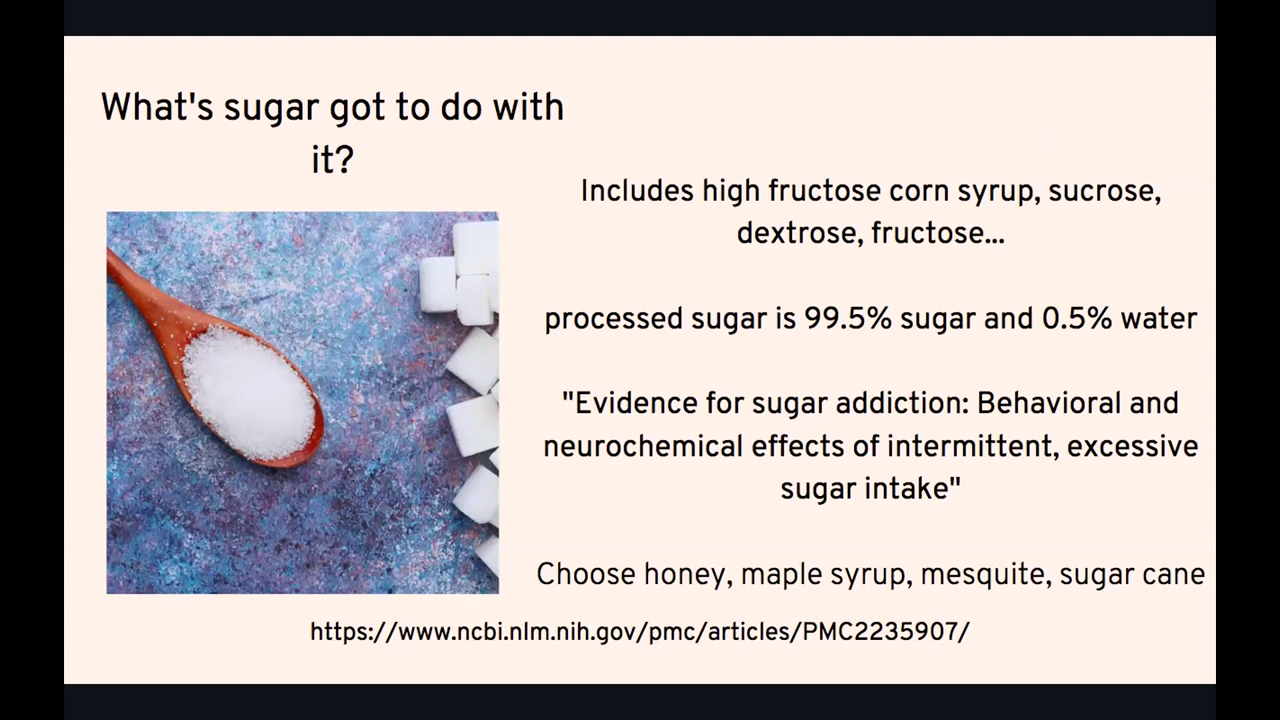 What's sugar got to do with
it?
Includes high fructose corn syrup, sucrose,
dextrose, fructose...
processed sugar is 99.5% sugar and 0.5% water
"Evidence for sugar addiction: Behavioral and
neurochemical effects of intermittent, excessive
sugar intake"
Choose honey, maple syrup, mesquite, sugar cane
https://www.ncbi.nlm.nih.gov/pmc/articles/PMC2235907/